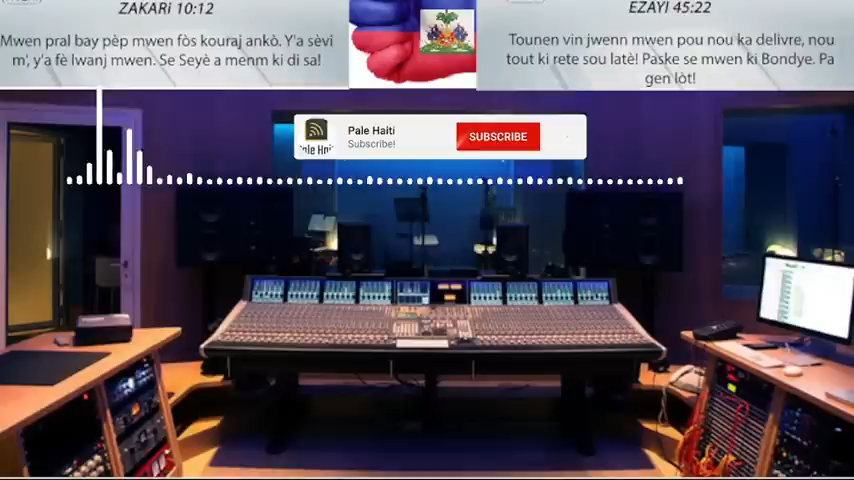 ZAKARi 10:12
Mwen pral bay pèp mwen fòs kouraj ankò. Y'a sèvi
m', y'a fè lwanj mwen. Se Seyè a menm ki di sa!
EZAYI 45:22
Tounen vin jwenn mwen pou nou ka delivre, nou
tout ki rete sou latè! Paske se mwen ki Bondye. Pa
gen lòt!
Pale Haiti
Subscribe!
SUBSCRIBE